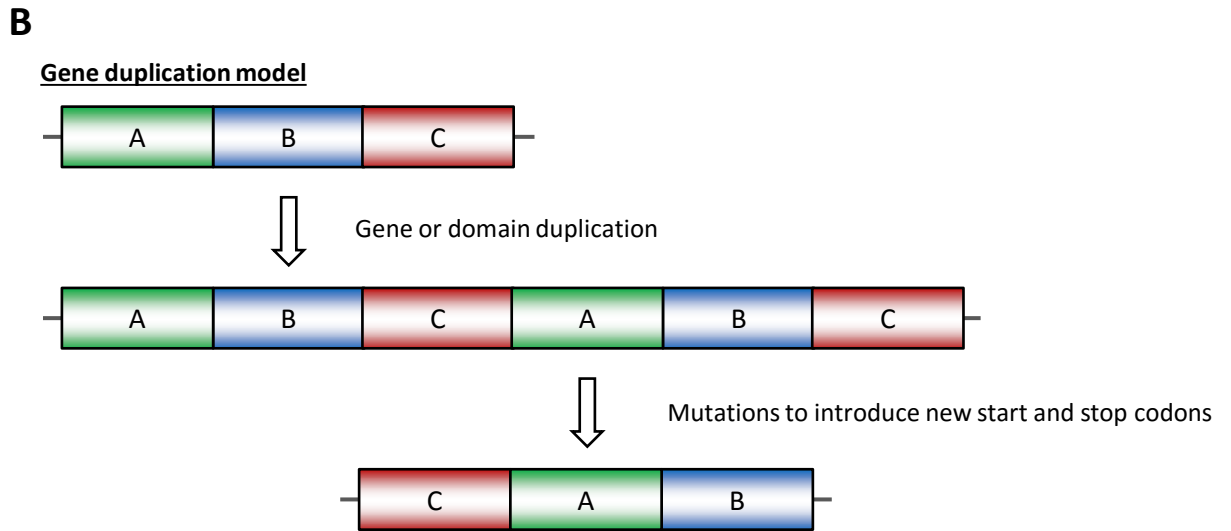 B
Gene duplication model
A B C
Gene or domain duplication
A B C A B C
Mutations to introduce new start and stop codons
C A B